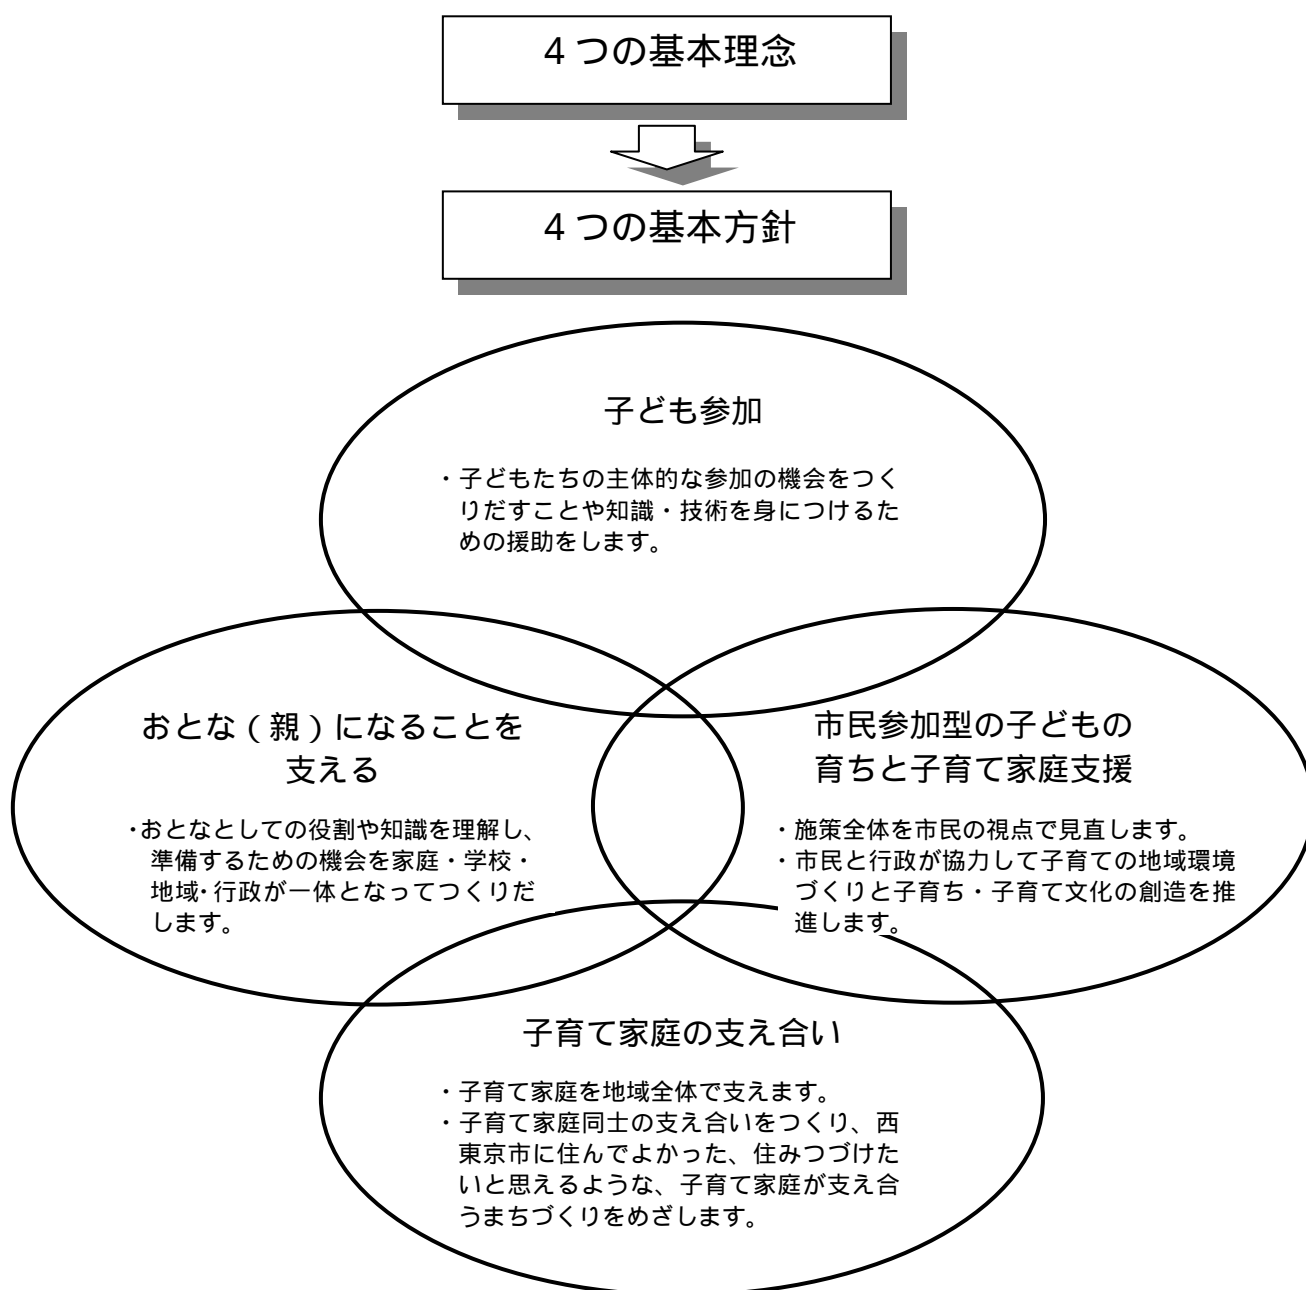 ４つの基本理念
４つの基本方針
子ども参加
・子どもたちの主体的な参加の機会をつく
りだすことや知識・技術を身につけるた
めの援助をします。
おとな（親）になることを
支える
・おとなとしての役割や知識を理解し、
準備するための機会を家庭・学校・
地域・行政が一体となってつくりだ
します。
市民参加型の子どもの
育ちと子育て家庭支援
・施策全体を市民の視点で見直します。
・市民と行政が協力して子育ての地域環境
づくりと子育ち・子育て文化の創造を推
進します。
子育て家庭の支え合い
・子育て家庭を地域全体で支えます。
・子育て家庭同士の支え合いをつくり、西
東京市に住んでよかった、住みつづけた
いと思えるような、子育て家庭が支え合
うまちづくりをめざします。